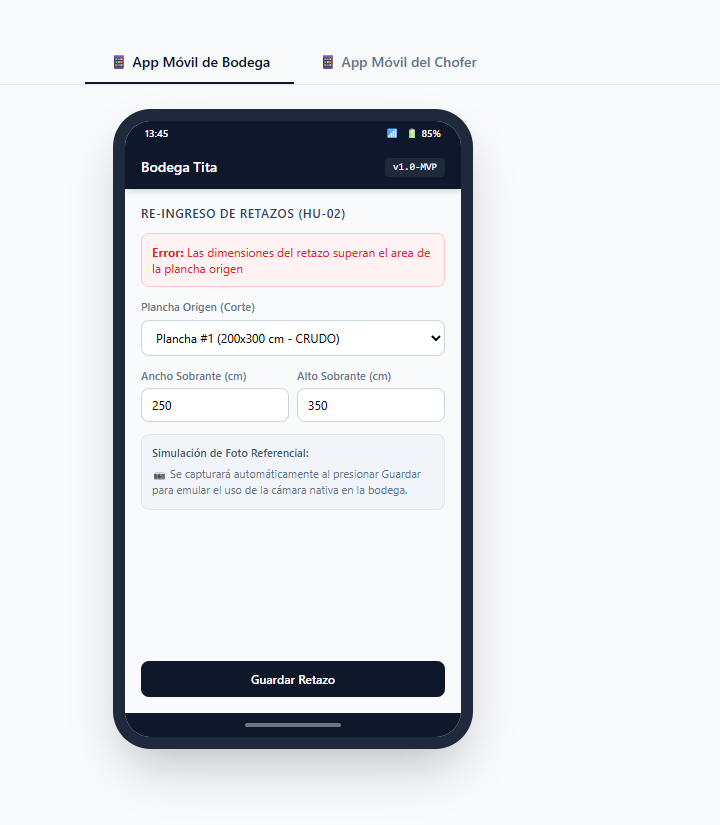 App Móvil de Bodega
App Móvil del Chofer
13:45
85%
Bodega Tita
v1.0-MVP
RE-INGRESO DE RETAZOS (HU-02)
Error: Las dimensiones del retazo superan el area de
la plancha origen
Plancha Origen (Corte)
Plancha #1 (200x300 cm - CRUDO)
Ancho Sobrante (cm)
Alto Sobrante (cm)
250
350
Simulación de Foto Referencial:
Se capturará automáticamente al presionar Guardar
para emular el uso de la cámara nativa en la bodega.
Guardar Retazo